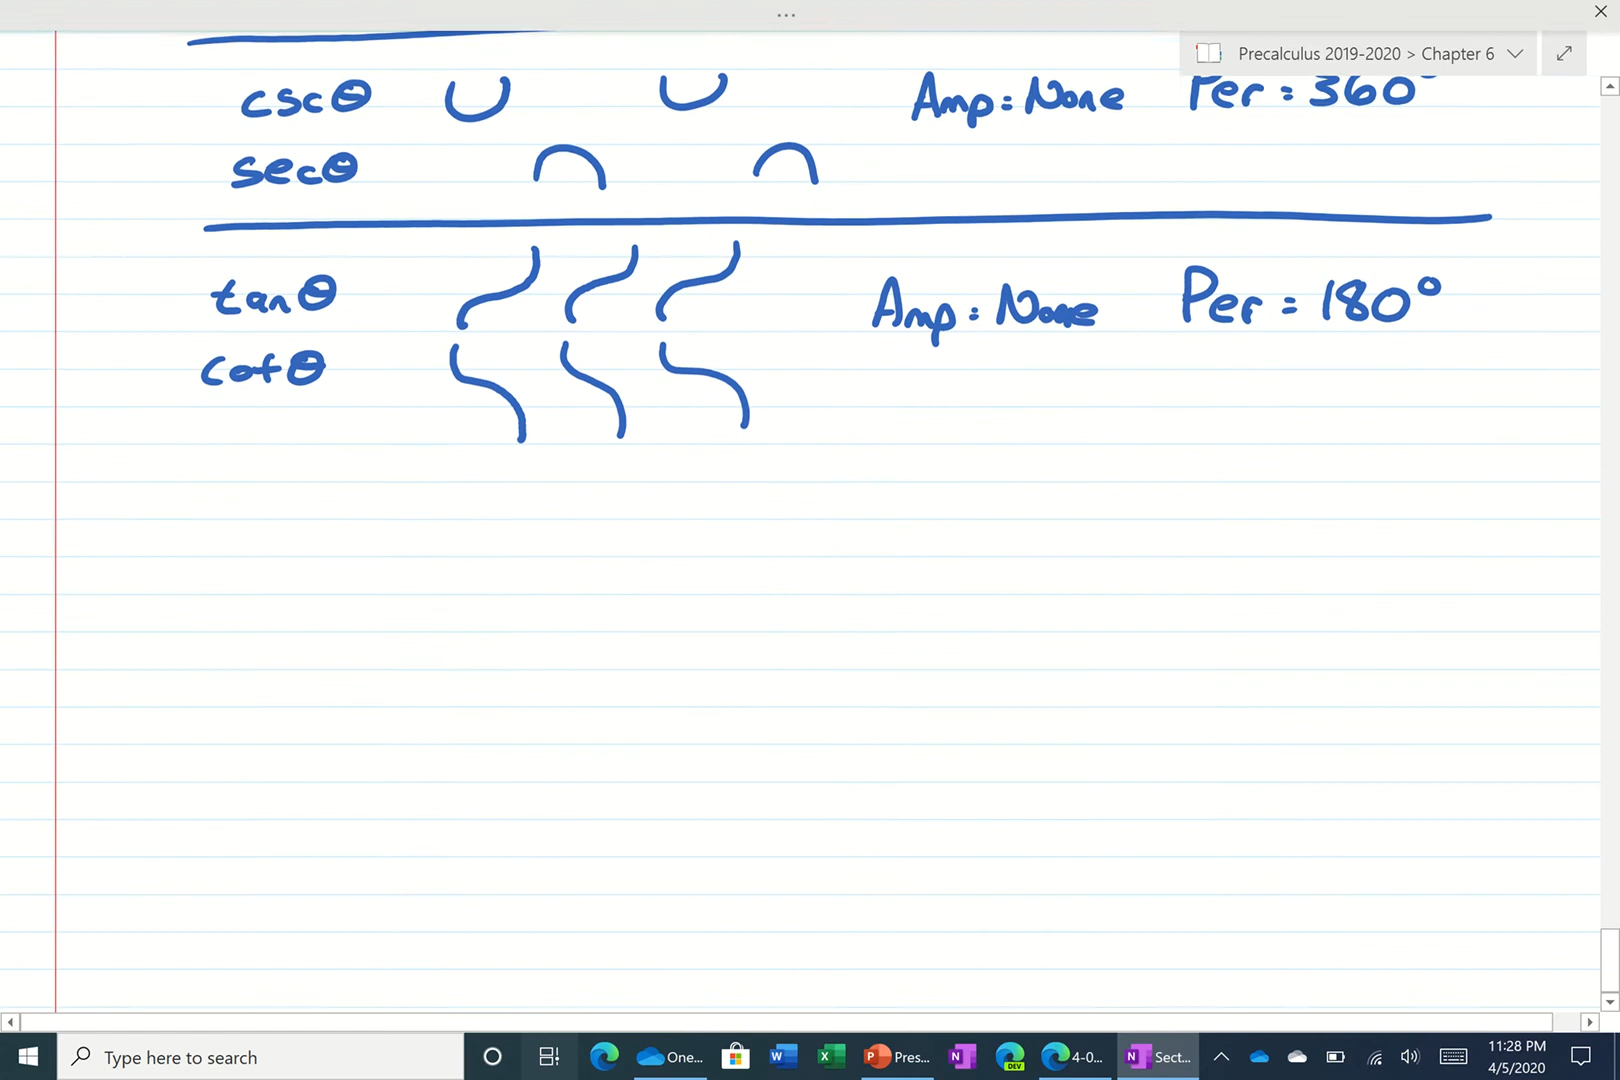 ...
Precalculus 2019-2020 > Chapter 6
cscθ Amp: None Per = 360°
secθ
tanθ Amp: None Per = 180°
cotθ
Type here to search
One...
Pres...
DEV
4-0...
Sect...
11:28 PM
4/5/2020